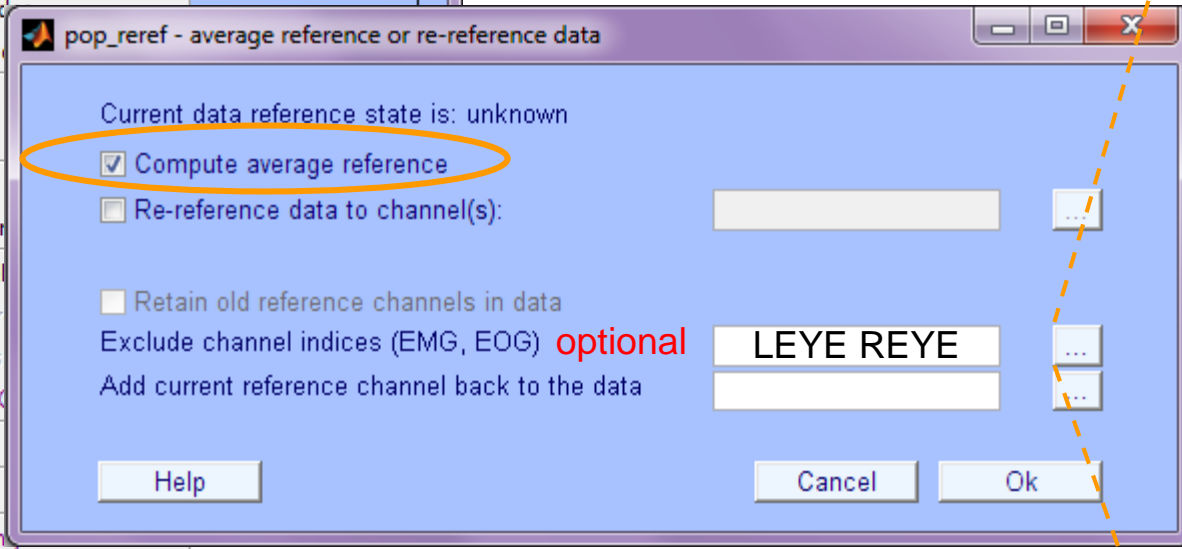 pop_reref - average reference or re-reference data
Current data reference state is: unknown
Compute average reference
Re-reference data to channel(s):
...
Retain old reference channels in data
Exclude channel indices (EMG, EOG) optional LEYE REYE ...
Add current reference channel back to the data ...
Help Cancel Ok